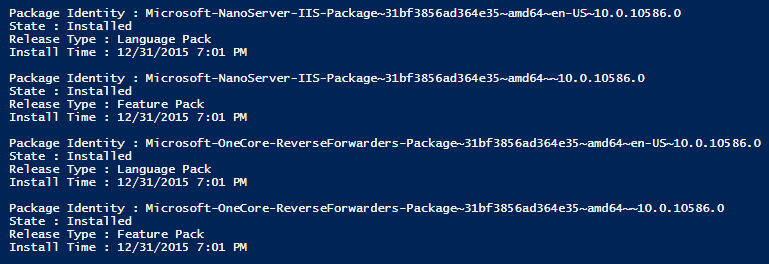 Package Identity : Microsoft-NanoServer-IIS-Package~31bf3856ad364e35~amd64~en-US~10.0.10586.0
State : Installed
Release Type : Language Pack
Install Time : 12/31/2015 7:01 PM
Package Identity : Microsoft-NanoServer-IIS-Package~31bf3856ad364e35~amd64~~10.0.10586.0
State : Installed
Release Type : Feature Pack
Install Time : 12/31/2015 7:01 PM
Package Identity : Microsoft-OneCore-ReverseForwarders-Package~31bf3856ad364e35~amd64~en-US~10.0.10586.0
State : Installed
Release Type : Language Pack
Install Time : 12/31/2015 7:01 PM
Package Identity : Microsoft-OneCore-ReverseForwarders-Package~31bf3856ad364e35~amd64~~10.0.10586.0
State : Installed
Release Type : Feature Pack
Install Time : 12/31/2015 7:01 PM